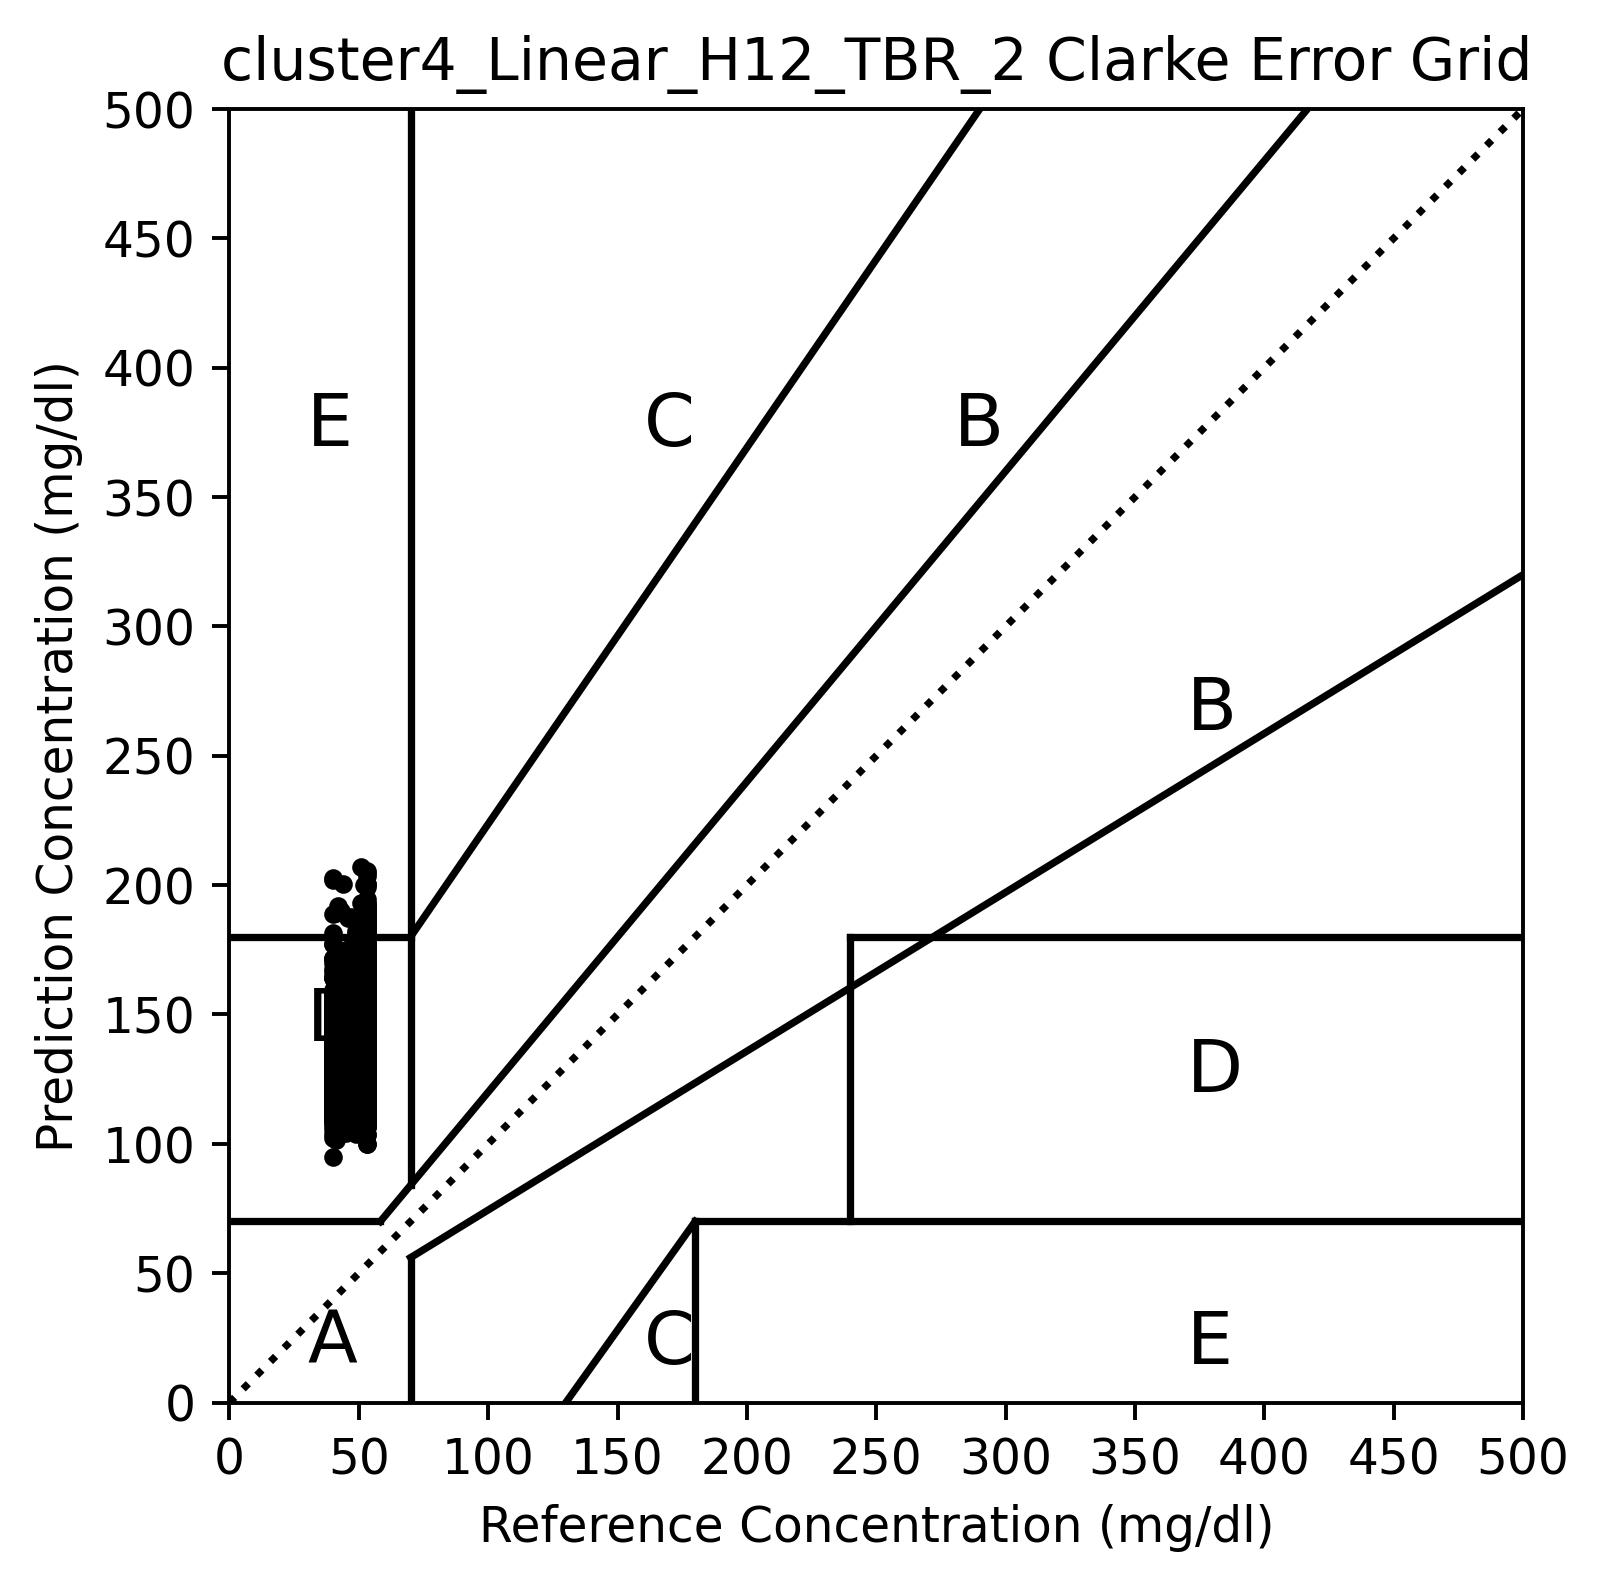 cluster4_Linear_H12_TBR_2 Clarke Error Grid
500
450
400
350
300
250
200
150
100
50
0
Prediction Concentration (mg/dl)
E
C
B
B
D
A
C
E
0
50
100
150
200
250
300
350
400
450
500
Reference Concentration (mg/dl)